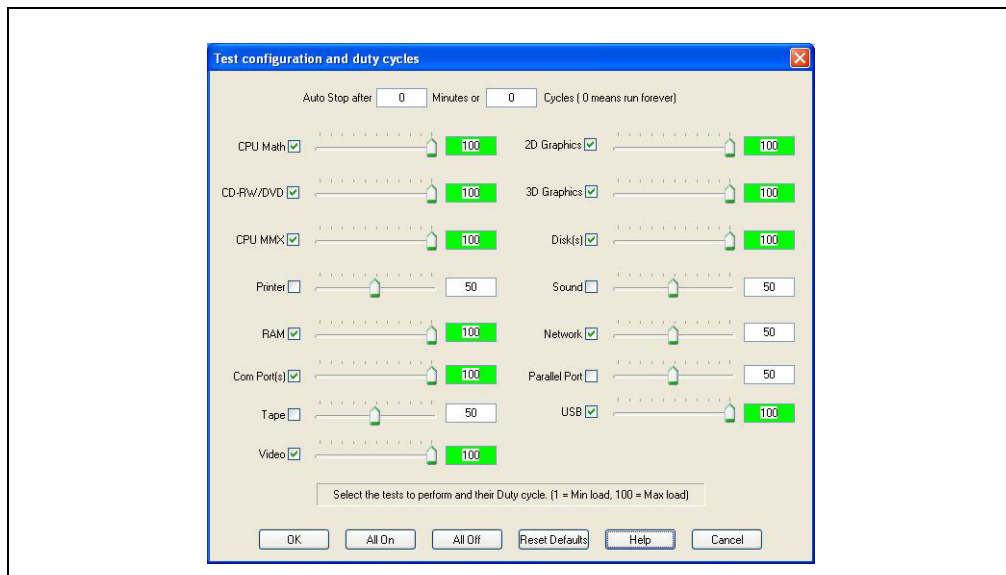 Test configuration and duty cycles
Auto Stop after 0 Minutes or 0 Cycles ( 0 means run forever)
CPU Math 100 2D Graphics 100
CD-RW/DVD 100 3D Graphics 100
CPU MMX 100 Disk(s) 100
Printer 50 Sound 50
RAM 100 Network 50
Com Port(s) 100 Parallel Port 50
Tape 50 USB 100
Video 100
Select the tests to perform and their Duty cycle. (1 = Min load, 100 = Max load)
OK All On All Off Reset Defaults Help Cancel